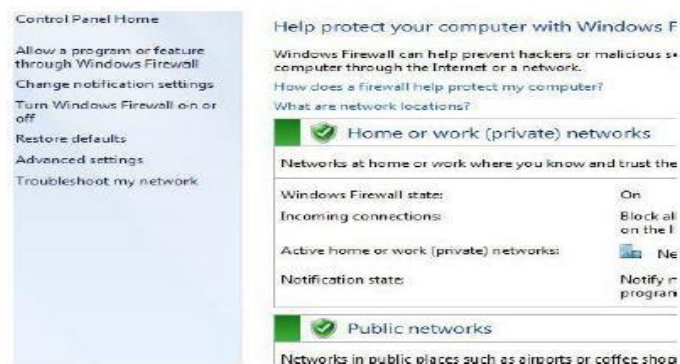 Control Panel Home
Allow a program or feature
through Windows Firewall
Change notification settings
Turn Windows Firewall on or
off
Restore defaults
Advanced settings
Troubleshoot my network
Help protect your computer with Windows F
Windows Firewall can help prevent hackers or malicious s
computer through the Internet or a network.
How does a firewall help protect my computer?
What are network locations?
Home or work (private) networks
Networks at home or work where you know and trust the
Windows Firewall state: On
Incoming connections: Block all
on the
Active home or work (private) networks: Ne
Notification state: Notify
program
Public networks
Networks in public places such as airports or coffee shop